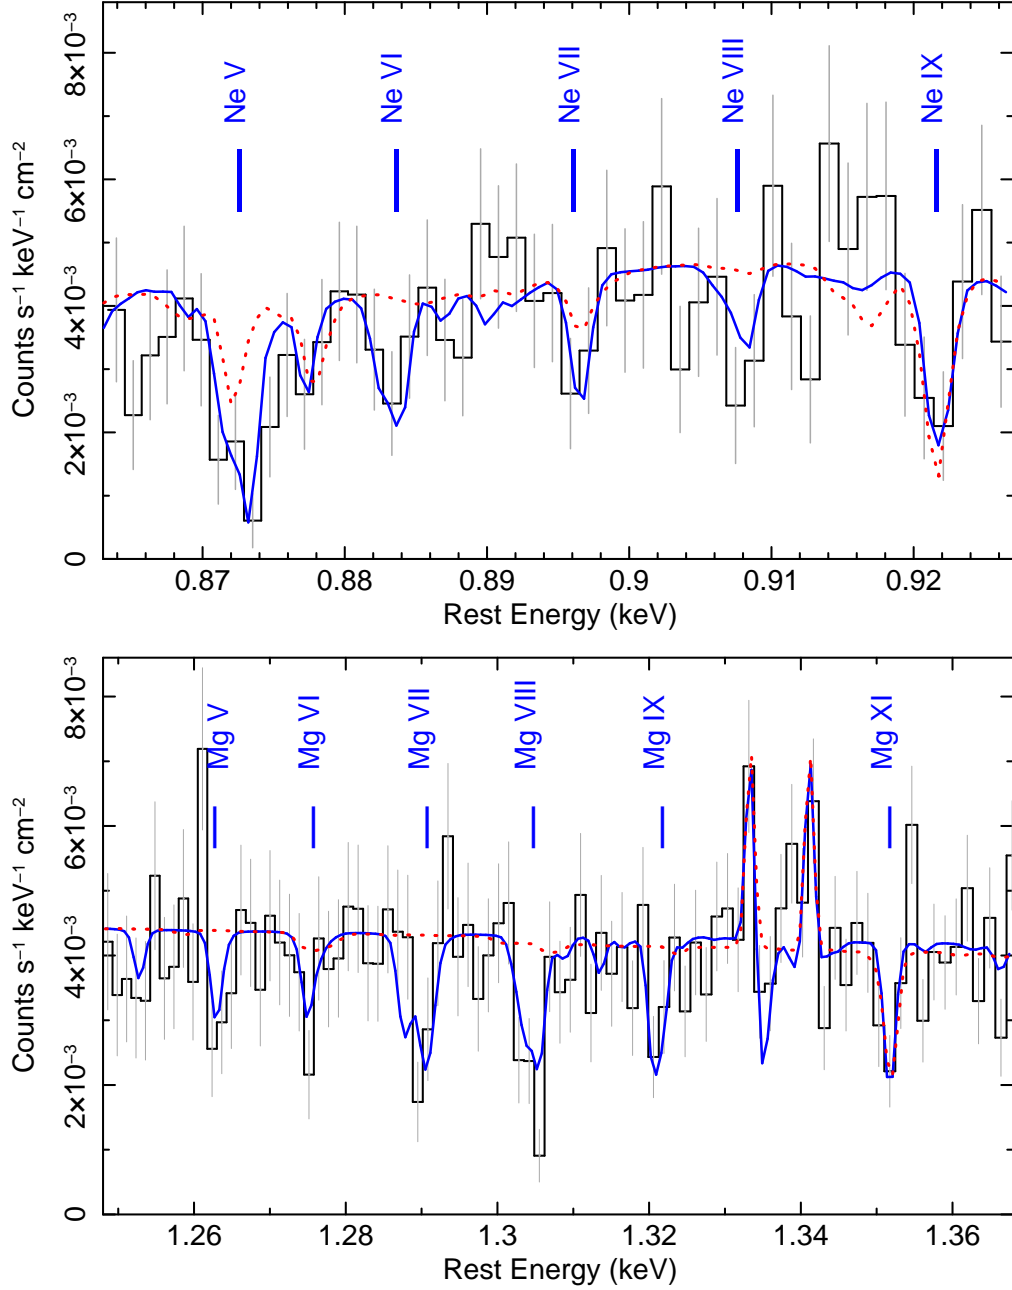 Ne V
Ne VI
Ne VII
Ne VIII
Ne IX
Counts s⁻¹ keV⁻¹ cm⁻²
8×10⁻³
6×10⁻³
4×10⁻³
2×10⁻³
0
0.87 0.88 0.89 0.9 0.91 0.92
Rest Energy (keV)
Mg V
Mg VI
Mg VII
Mg VIII
Mg IX
Mg XI
Counts s⁻¹ keV⁻¹ cm⁻²
8×10⁻³
6×10⁻³
4×10⁻³
2×10⁻³
0
1.26 1.28 1.3 1.32 1.34 1.36
Rest Energy (keV)